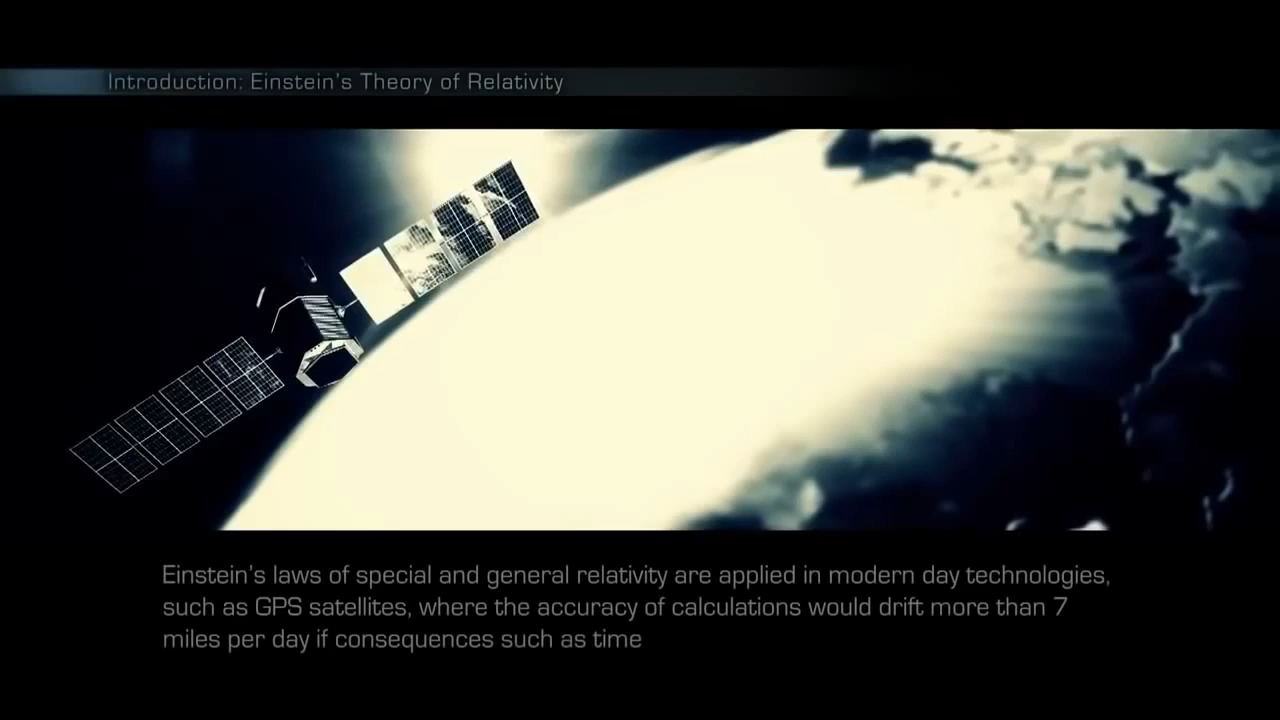 Introduction: Einstein's Theory of Relativity
Einstein's laws of special and general relativity are applied in modern day technologies,
such as GPS satellites, where the accuracy of calculations would drift more than 7
miles per day if consequences such as time